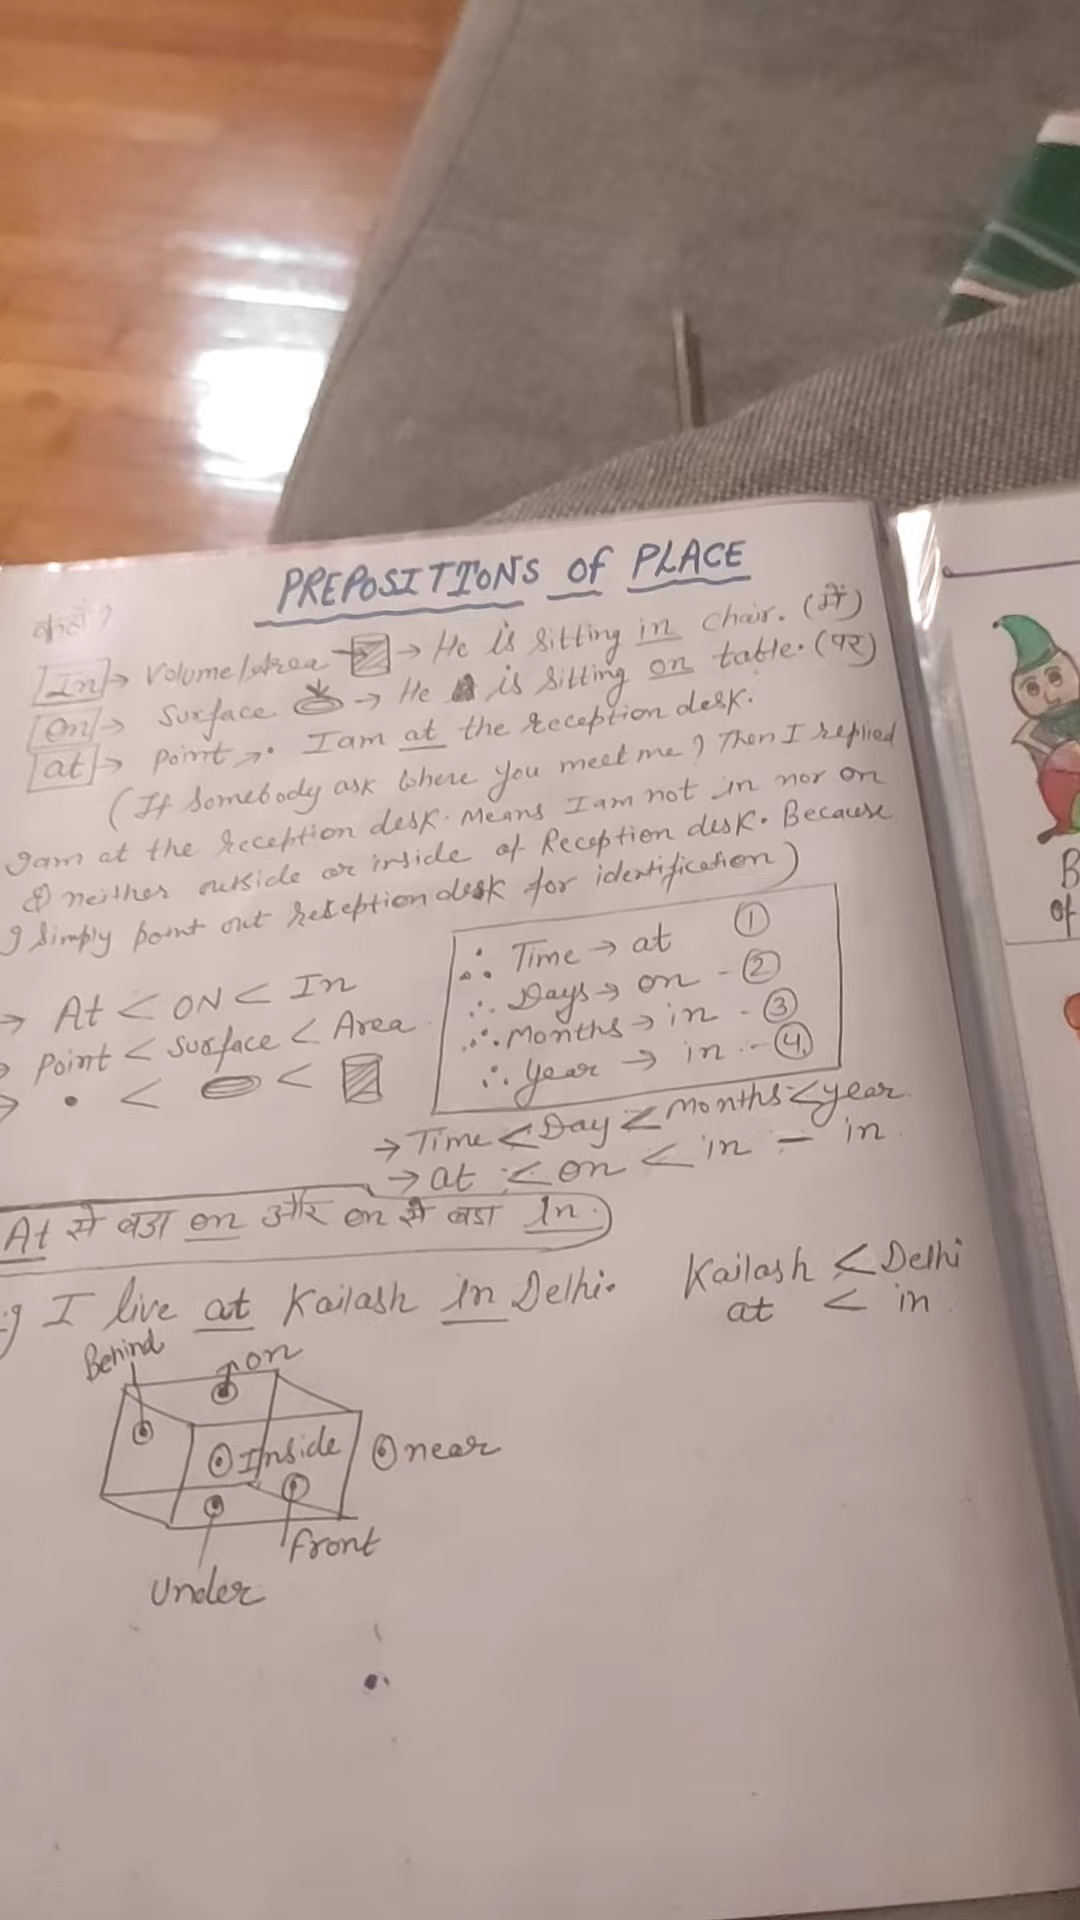 PREPOSITIONS of PLACE
कहाँ?
In → Volume/Area → He is sitting in chair. (में)
on → Surface → He is sitting on table. (पर)
at → point → . I am at the reception desk.
(If somebody ask where you meet me? Then I replied
I am at the reception desk. Means I am not in nor on
& neither outside or inside of Reception desk. Because
I simply point out reception desk for identification)
∴ Time → at ①
∴ Days → on - ②
∴ Months → in - ③
∴ year → in - ④
→ At < ON < In
→ Point < Surface < Area
→ • < <
→ Time < Day < Months < year
→ at < on < in – in
At से बडा on और on से बडा In.
I live at Kailash in Delhi.
Kailash < Delhi
at < in
Behind
on
Inside
near
front
Under
B
of